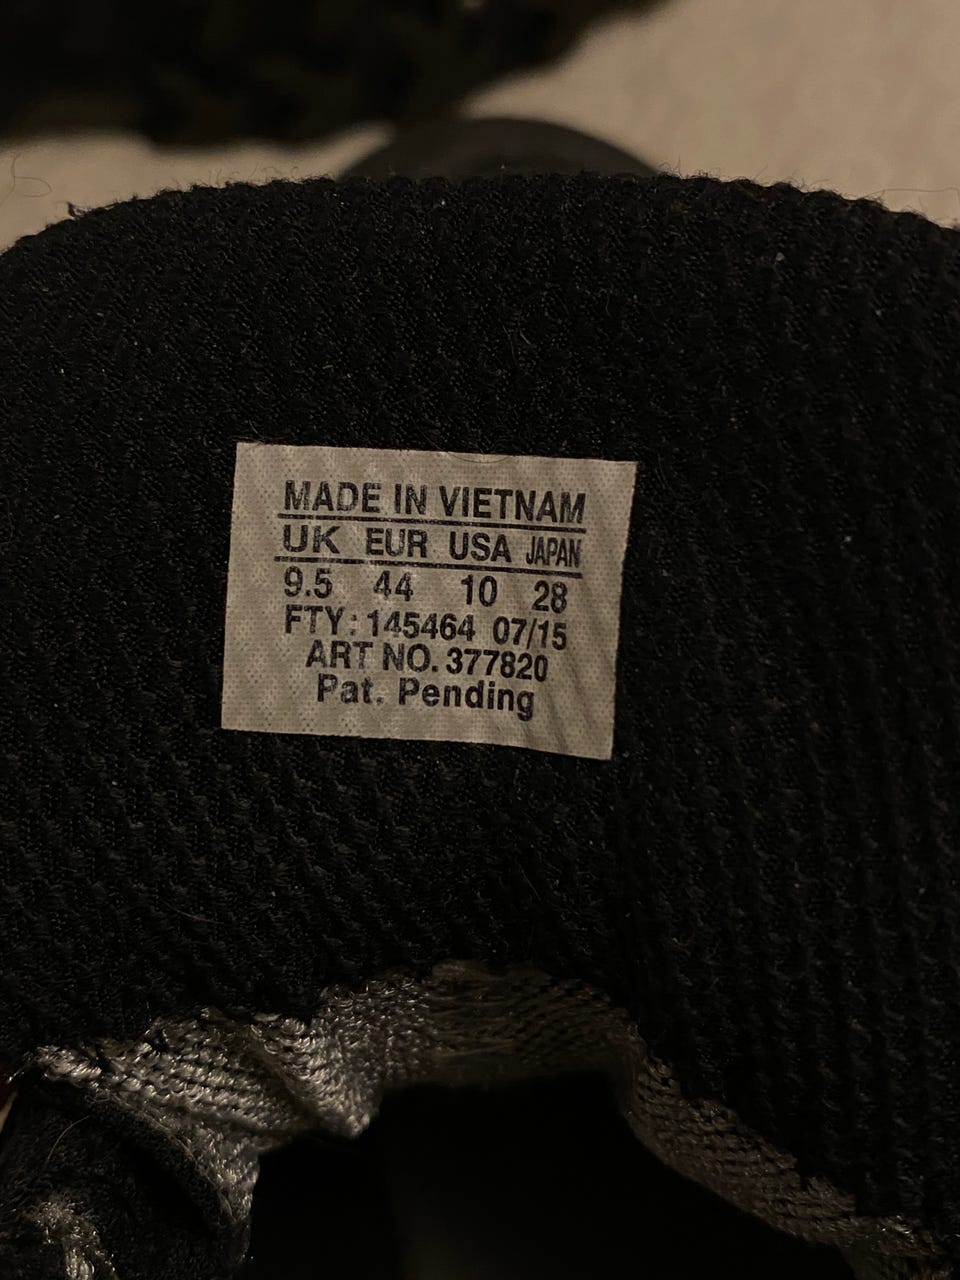 MADE IN VIETNAM
UK EUR USA JAPAN
9.5 44 10 28
FTY: 145464 07/15
ART NO. 377820
Pat. Pending